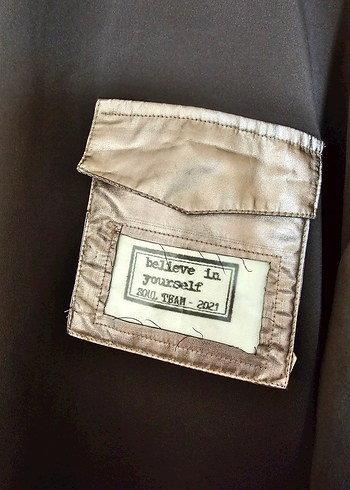 believe in
yourself
SOUL TEAM - 2021